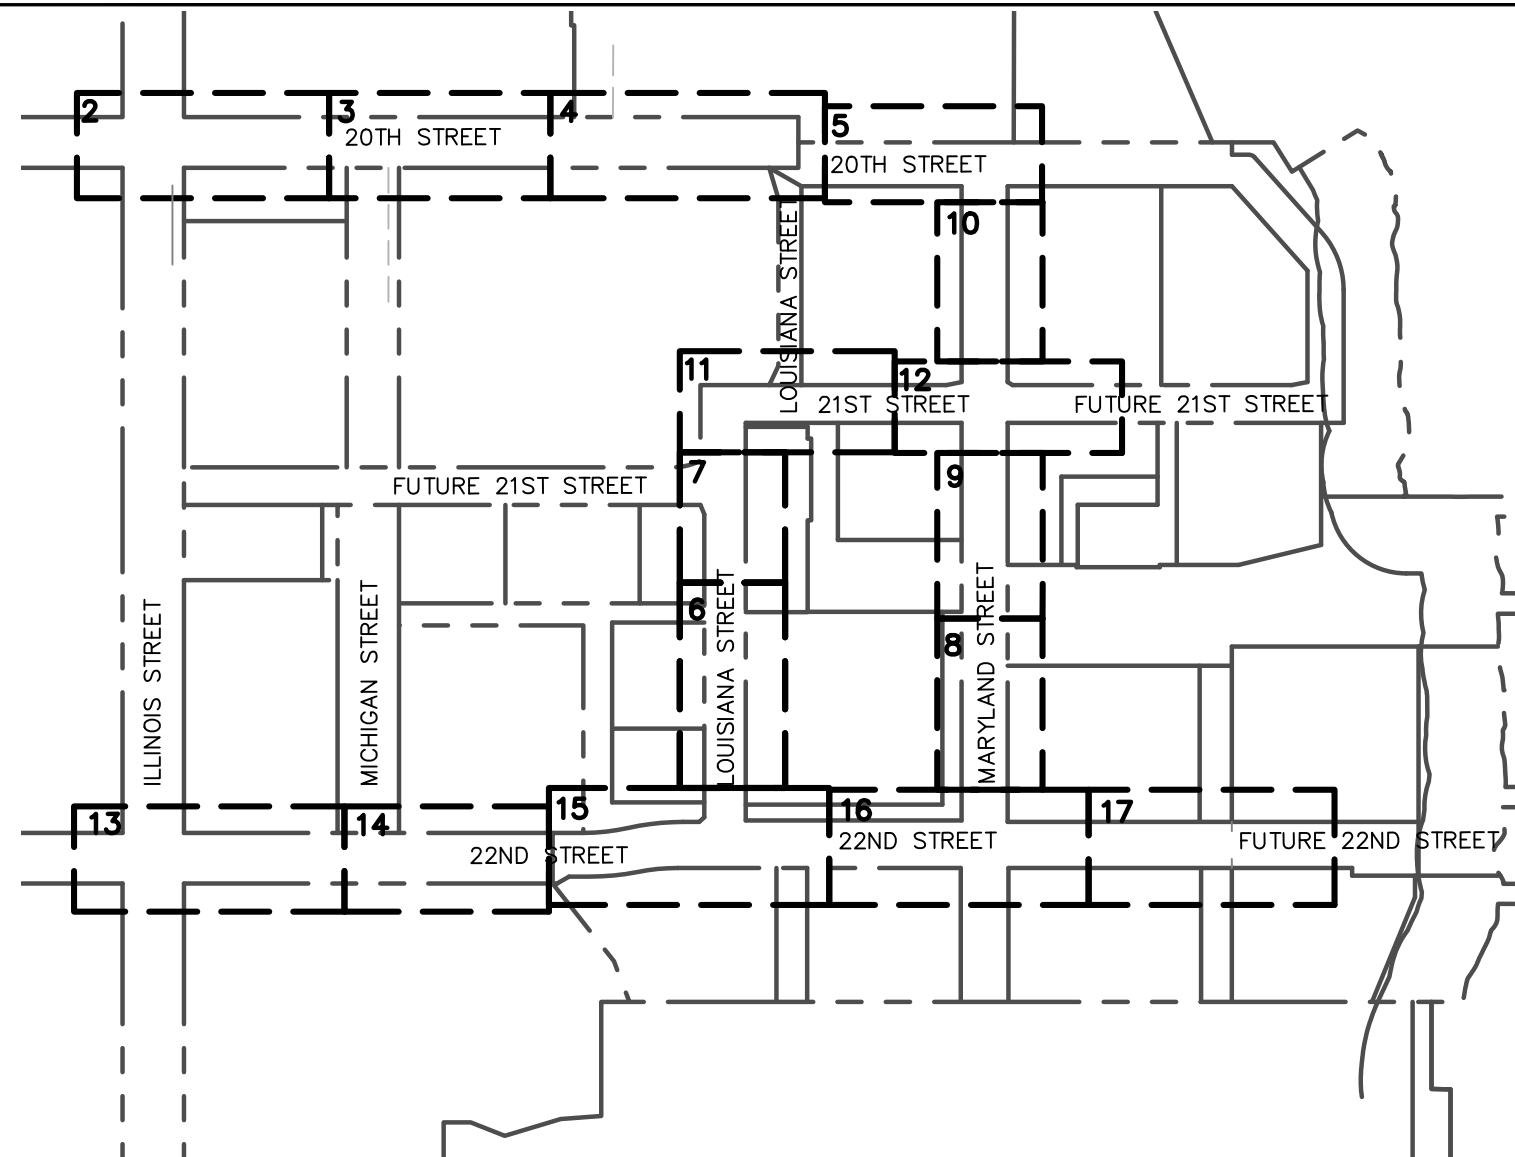 2
3
4
5
20TH STREET
20TH STREET
10
LOUISIANA STREET
11
12
21ST STREET
FUTURE 21ST STREET
7
9
FUTURE 21ST STREET
6
8
ILLINOIS STREET
MICHIGAN STREET
LOUISIANA STREET
MARYLAND STREET
13
14
15
16
17
22ND STREET
22ND STREET
FUTURE 22ND STREET